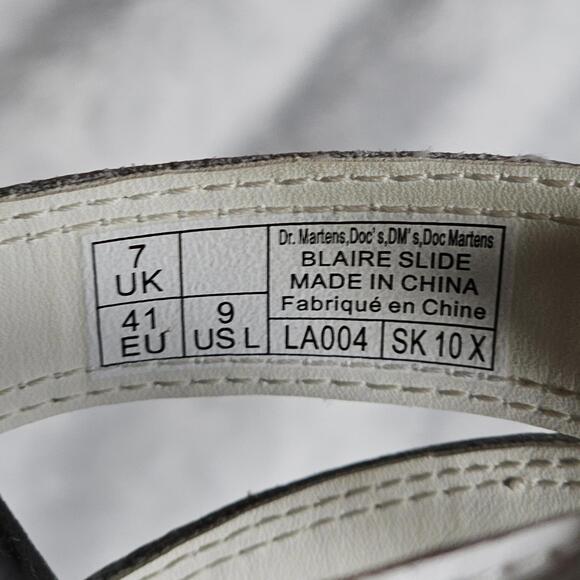 7
UK
41
EU
9
US L
Dr. Martens,Doc's,DM's,Doc Martens
BLAIRE SLIDE
MADE IN CHINA
Fabriqué en Chine
LA004
SK 10 X